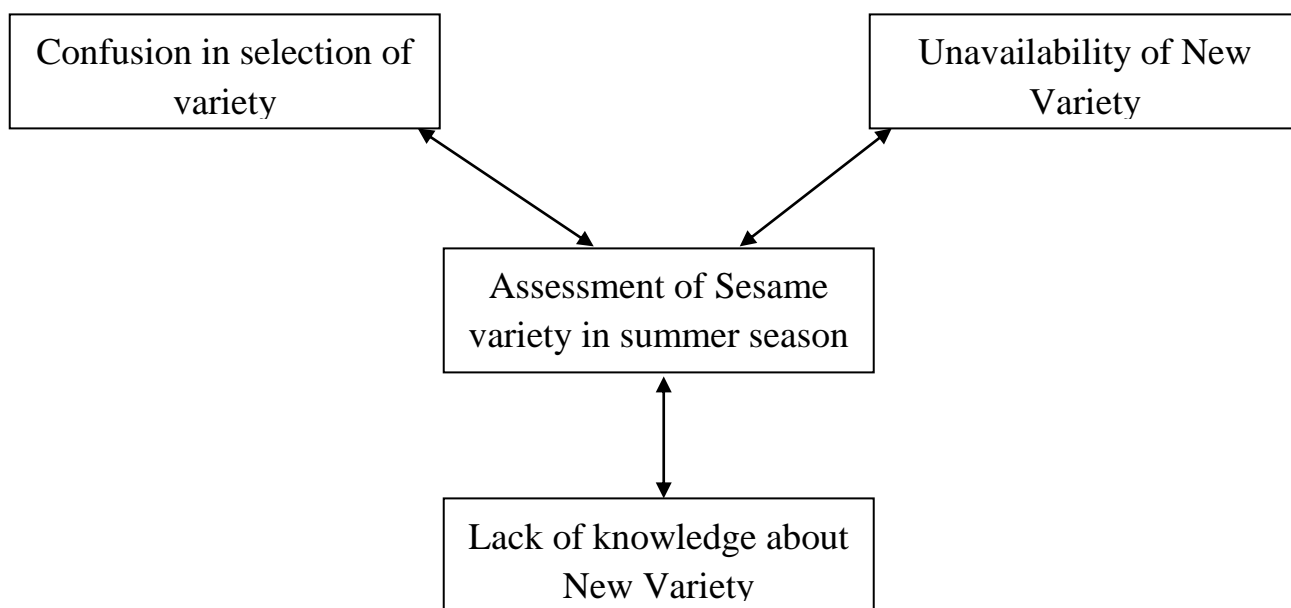 Confusion in selection of
variety
Unavailability of New
Variety
Assessment of Sesame
variety in summer season
Lack of knowledge about
New Variety